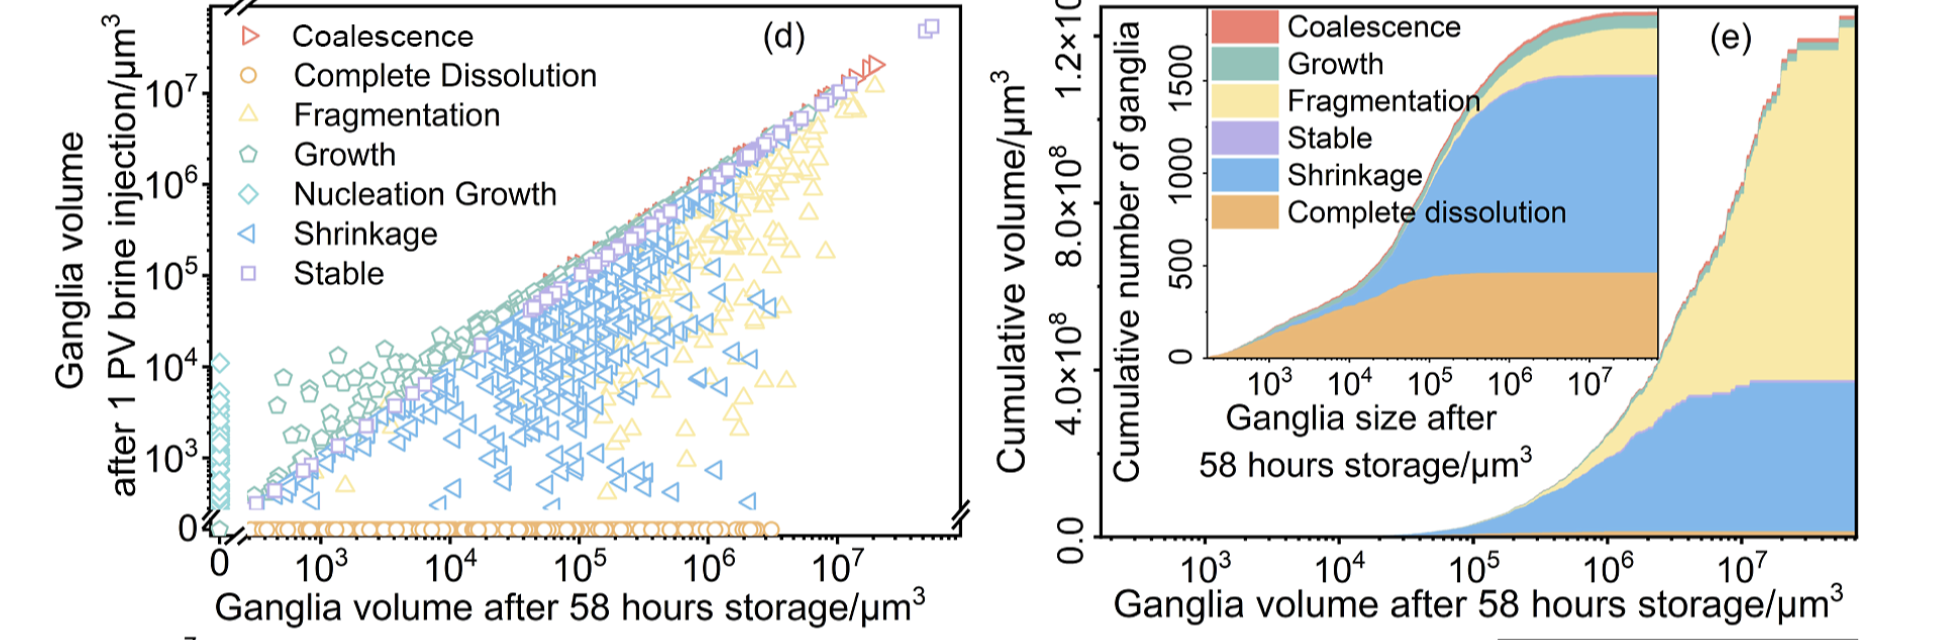 Ganglia volume
after 1 PV brine injection/µm³
10⁷
10⁶
10⁵
10⁴
10³
0
Coalescence
Complete Dissolution
Fragmentation
Growth
Nucleation Growth
Shrinkage
Stable
(d)
0
10³
10⁴
10⁵
10⁶
10⁷
Ganglia volume after 58 hours storage/µm³
Cumulative volume/µm³
8.0×10⁸
4.0×10⁸
0.0
Cumulative number of ganglia
1500
1000
500
0
Coalescence
Growth
Fragmentation
Stable
Shrinkage
Complete dissolution
(e)
10³
10⁴
10⁵
10⁶
10⁷
Ganglia size after
58 hours storage/µm³
10³
10⁴
10⁵
10⁶
10⁷
Ganglia volume after 58 hours storage/µm³